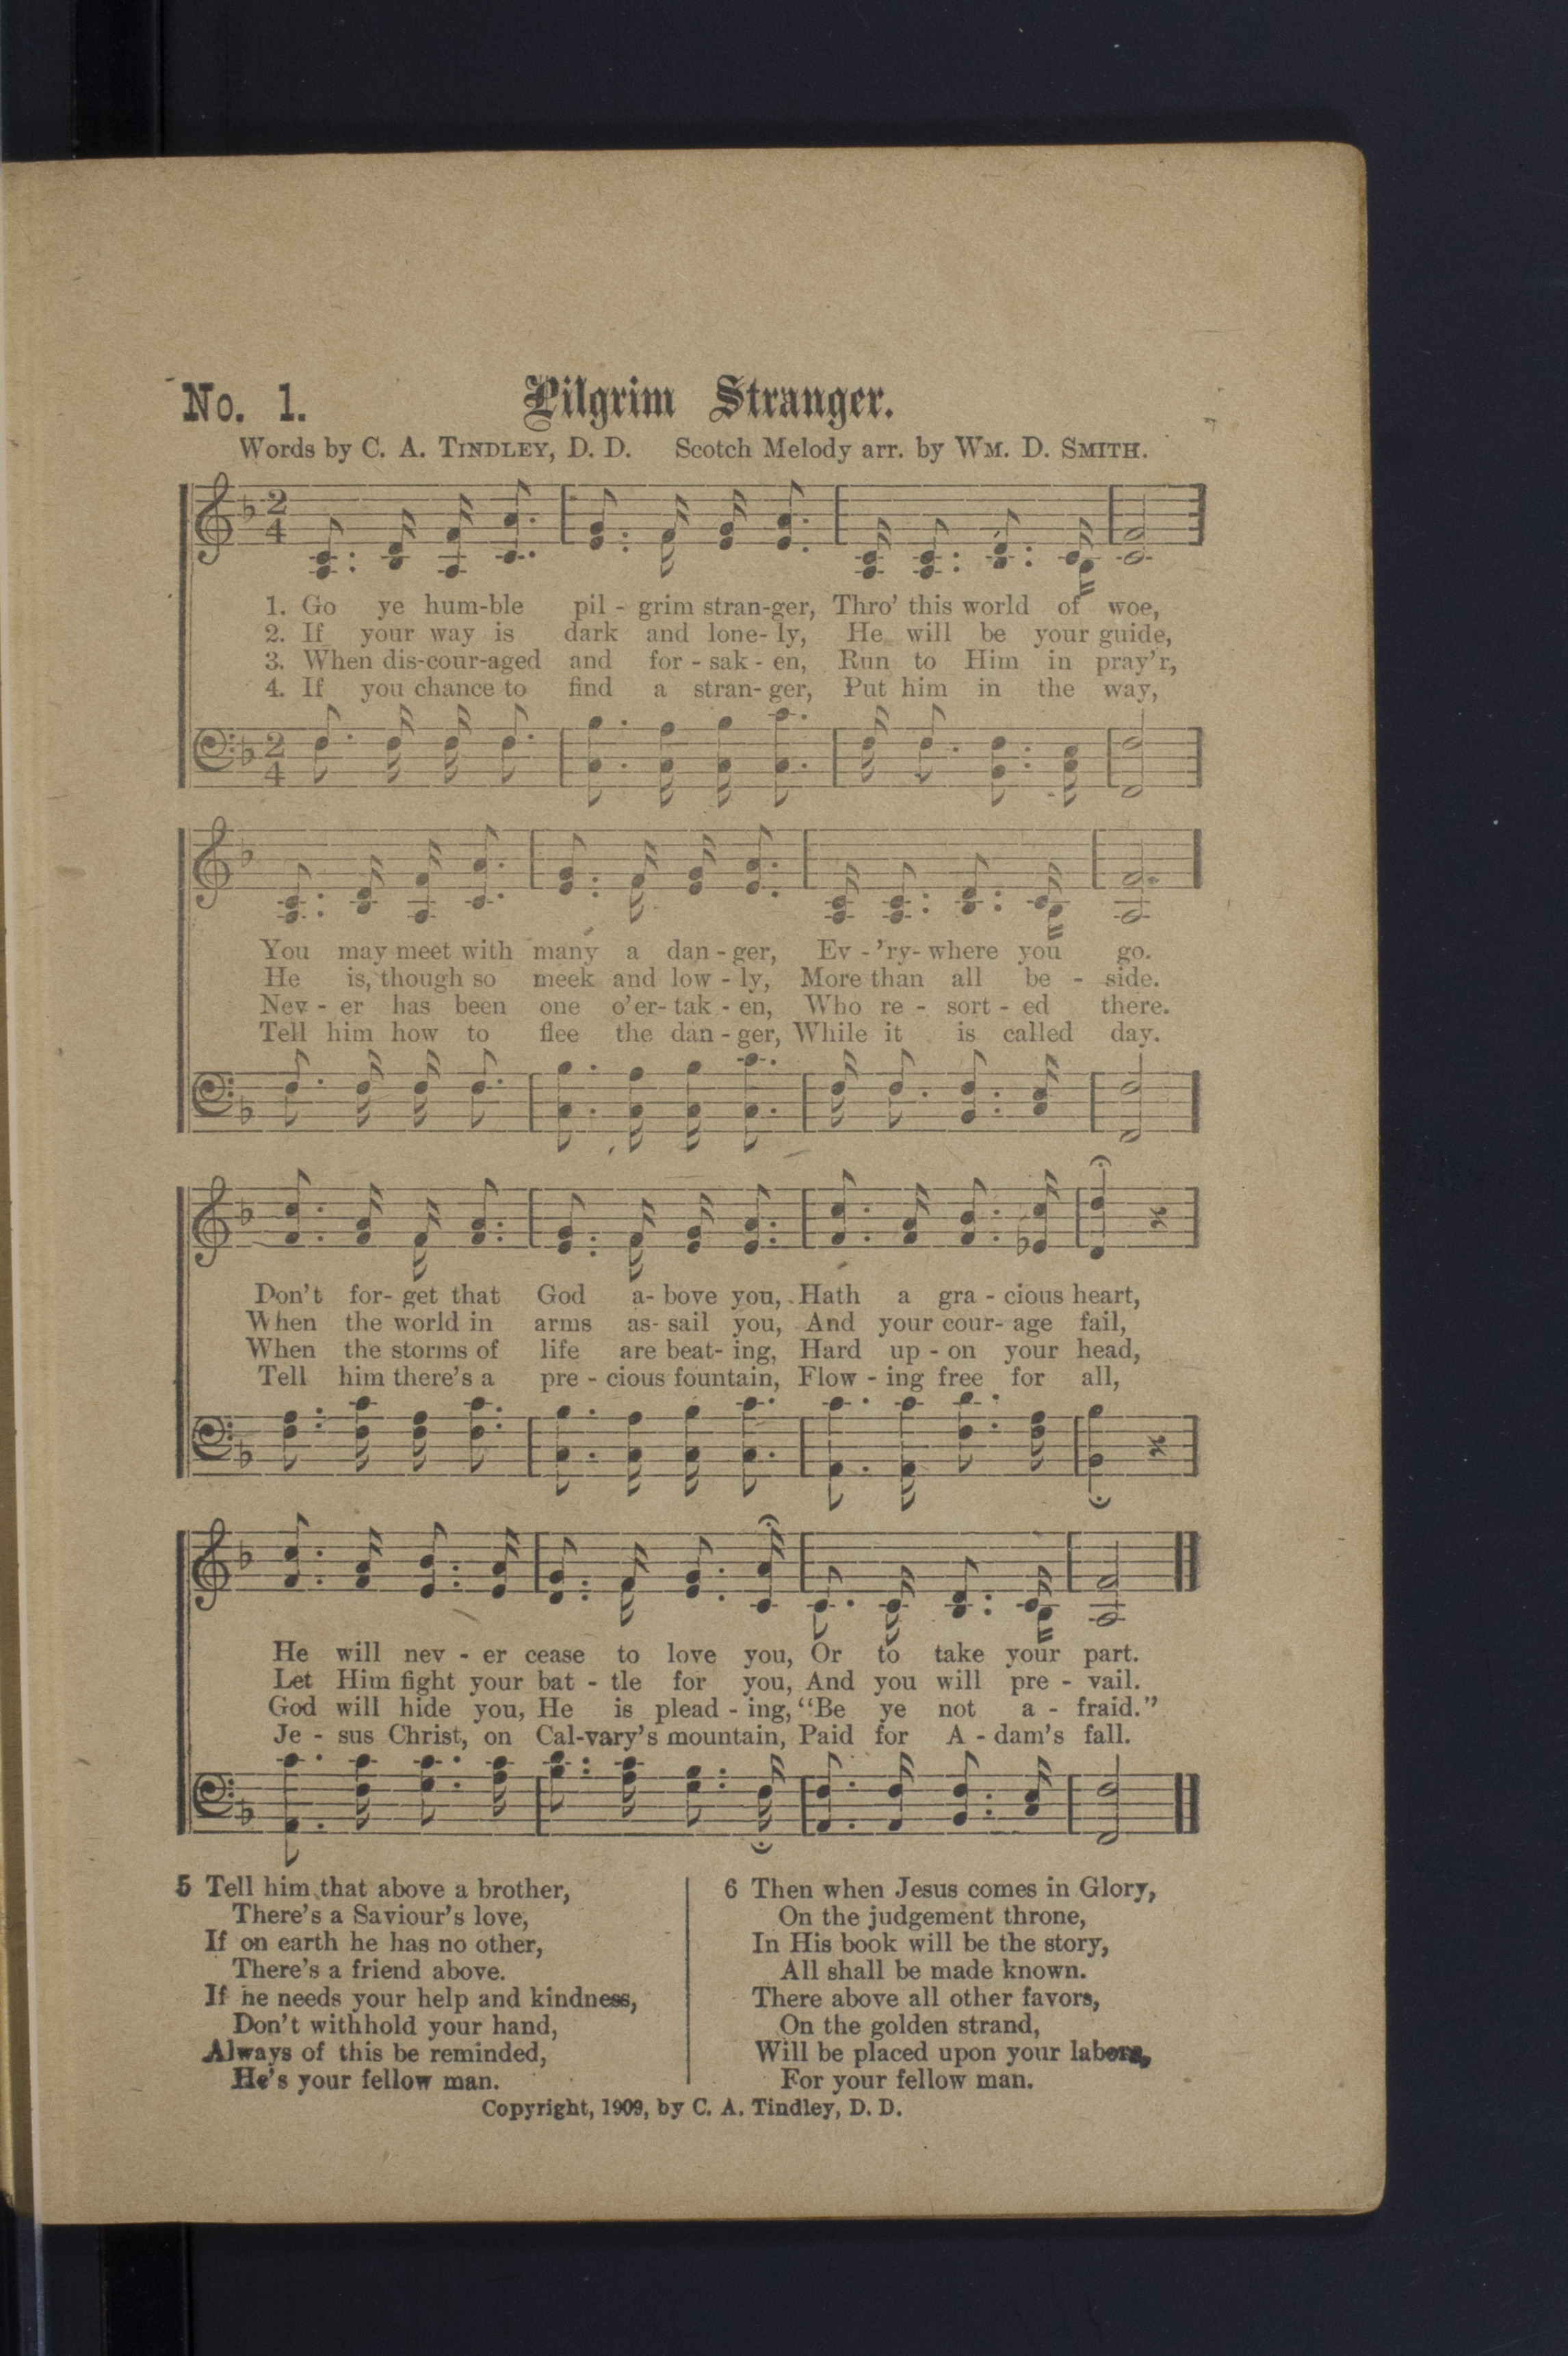 No. 1. Pilgrim Stranger.
Words by C. A. TINDLEY, D. D. Scotch Melody arr. by WM. D. SMITH.
2 4
1. Go ye hum-ble pil - grim stran-ger, Thro' this world of woe,
2. If your way is dark and lone- ly, He will be your guide,
3. When dis-cour-aged and for - sak - en, Run to Him in pray'r,
4. If you chance to find a stran- ger, Put him in the way,
2 4
You may meet with many a dan - ger, Ev - 'ry- where you go.
He is, though so meek and low - ly, More than all be - side.
Nev - er has been one o'er- tak - en, Who re - sort - ed there.
Tell him how to flee the dan - ger, While it is called day.
Don't for- get that God a- bove you, Hath a gra - cious heart,
When the world in arms as- sail you, And your cour- age fail,
When the storms of life are beat- ing, Hard up - on your head,
Tell him there's a pre - cious fountain, Flow - ing free for all,
He will nev - er cease to love you, Or to take your part.
Let Him fight your bat - tle for you, And you will pre - vail.
God will hide you, He is plead - ing, "Be ye not a - fraid."
Je - sus Christ, on Cal-vary's mountain, Paid for A - dam's fall.
5 Tell him that above a brother,
There's a Saviour's love,
If on earth he has no other,
There's a friend above.
If he needs your help and kindness,
Don't withhold your hand,
Always of this be reminded,
He's your fellow man.
6 Then when Jesus comes in Glory,
On the judgement throne,
In His book will be the story,
All shall be made known.
There above all other favors,
On the golden strand,
Will be placed upon your labors,
For your fellow man.
Copyright, 1909, by C. A. Tindley, D. D.